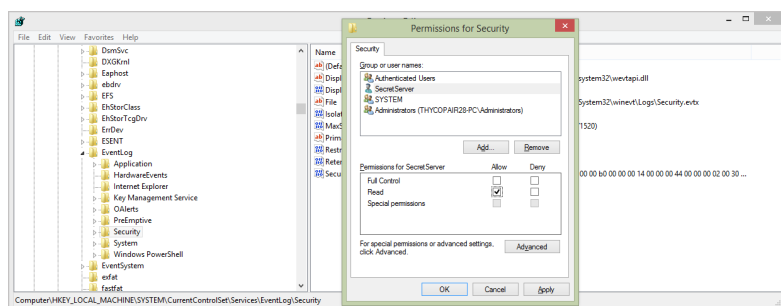 Permissions for Security
File Edit View Favorites Help
DsmSvc
DXGKrnl
Eaphost
ebdrv
EFS
EhStorClass
EhStorTcgDrv
ErrDev
ESENT
EventLog
Application
HardwareEvents
Internet Explorer
Key Management Service
OAlerts
PreEmptive
Security
System
Windows PowerShell
EventSystem
exfat
fastfat
Name
(Defa
Displ
Displ
File
Isolat
MaxS
Prim
Restr
Reter
Secu
system32\wevtapi.dll
System32\winevt\Logs\Security.evtx
1520)
00 00 b0 00 00 00 14 00 00 00 44 00 00 00 02 00 30 ...
Security
Group or user names:
Authenticated Users
SecretServer
SYSTEM
Administrators (THYCOPAIR28-PC\Administrators)
Add... Remove
Permissions for SecretServer Allow Deny
Full Control
Read
Special permissions
For special permissions or advanced settings,
click Advanced.
Advanced
OK Cancel Apply
Computer\HKEY_LOCAL_MACHINE\SYSTEM\CurrentControlSet\Services\EventLog\Security